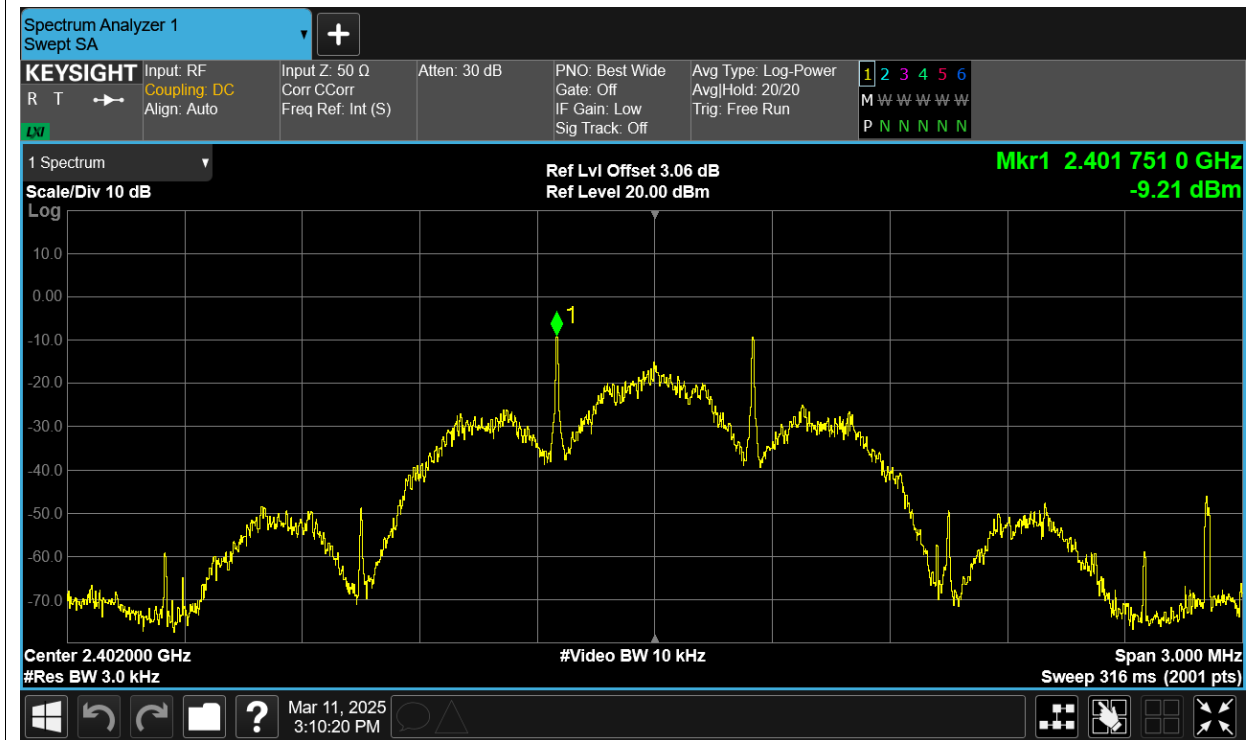 Spectrum Analyzer 1
Swept SA
KEYSIGHT
R T
LXI
Input: RF
Coupling: DC
Align: Auto
Input Z: 50 Ω
Corr CCorr
Freq Ref: Int (S)
Atten: 30 dB
PNO: Best Wide
Gate: Off
IF Gain: Low
Sig Track: Off
Avg Type: Log-Power
Avg|Hold: 20/20
Trig: Free Run
1 2 3 4 5 6
M W W W W W
P N N N N N
1 Spectrum
Scale/Div 10 dB
Ref Lvl Offset 3.06 dB
Ref Level 20.00 dBm
Mkr1 2.401 751 0 GHz
-9.21 dBm
Log
10.0
0.00
-10.0
-20.0
-30.0
-40.0
-50.0
-60.0
-70.0
1
Center 2.402000 GHz
#Res BW 3.0 kHz
#Video BW 10 kHz
Span 3.000 MHz
Sweep 316 ms (2001 pts)
?
Mar 11, 2025
3:10:20 PM